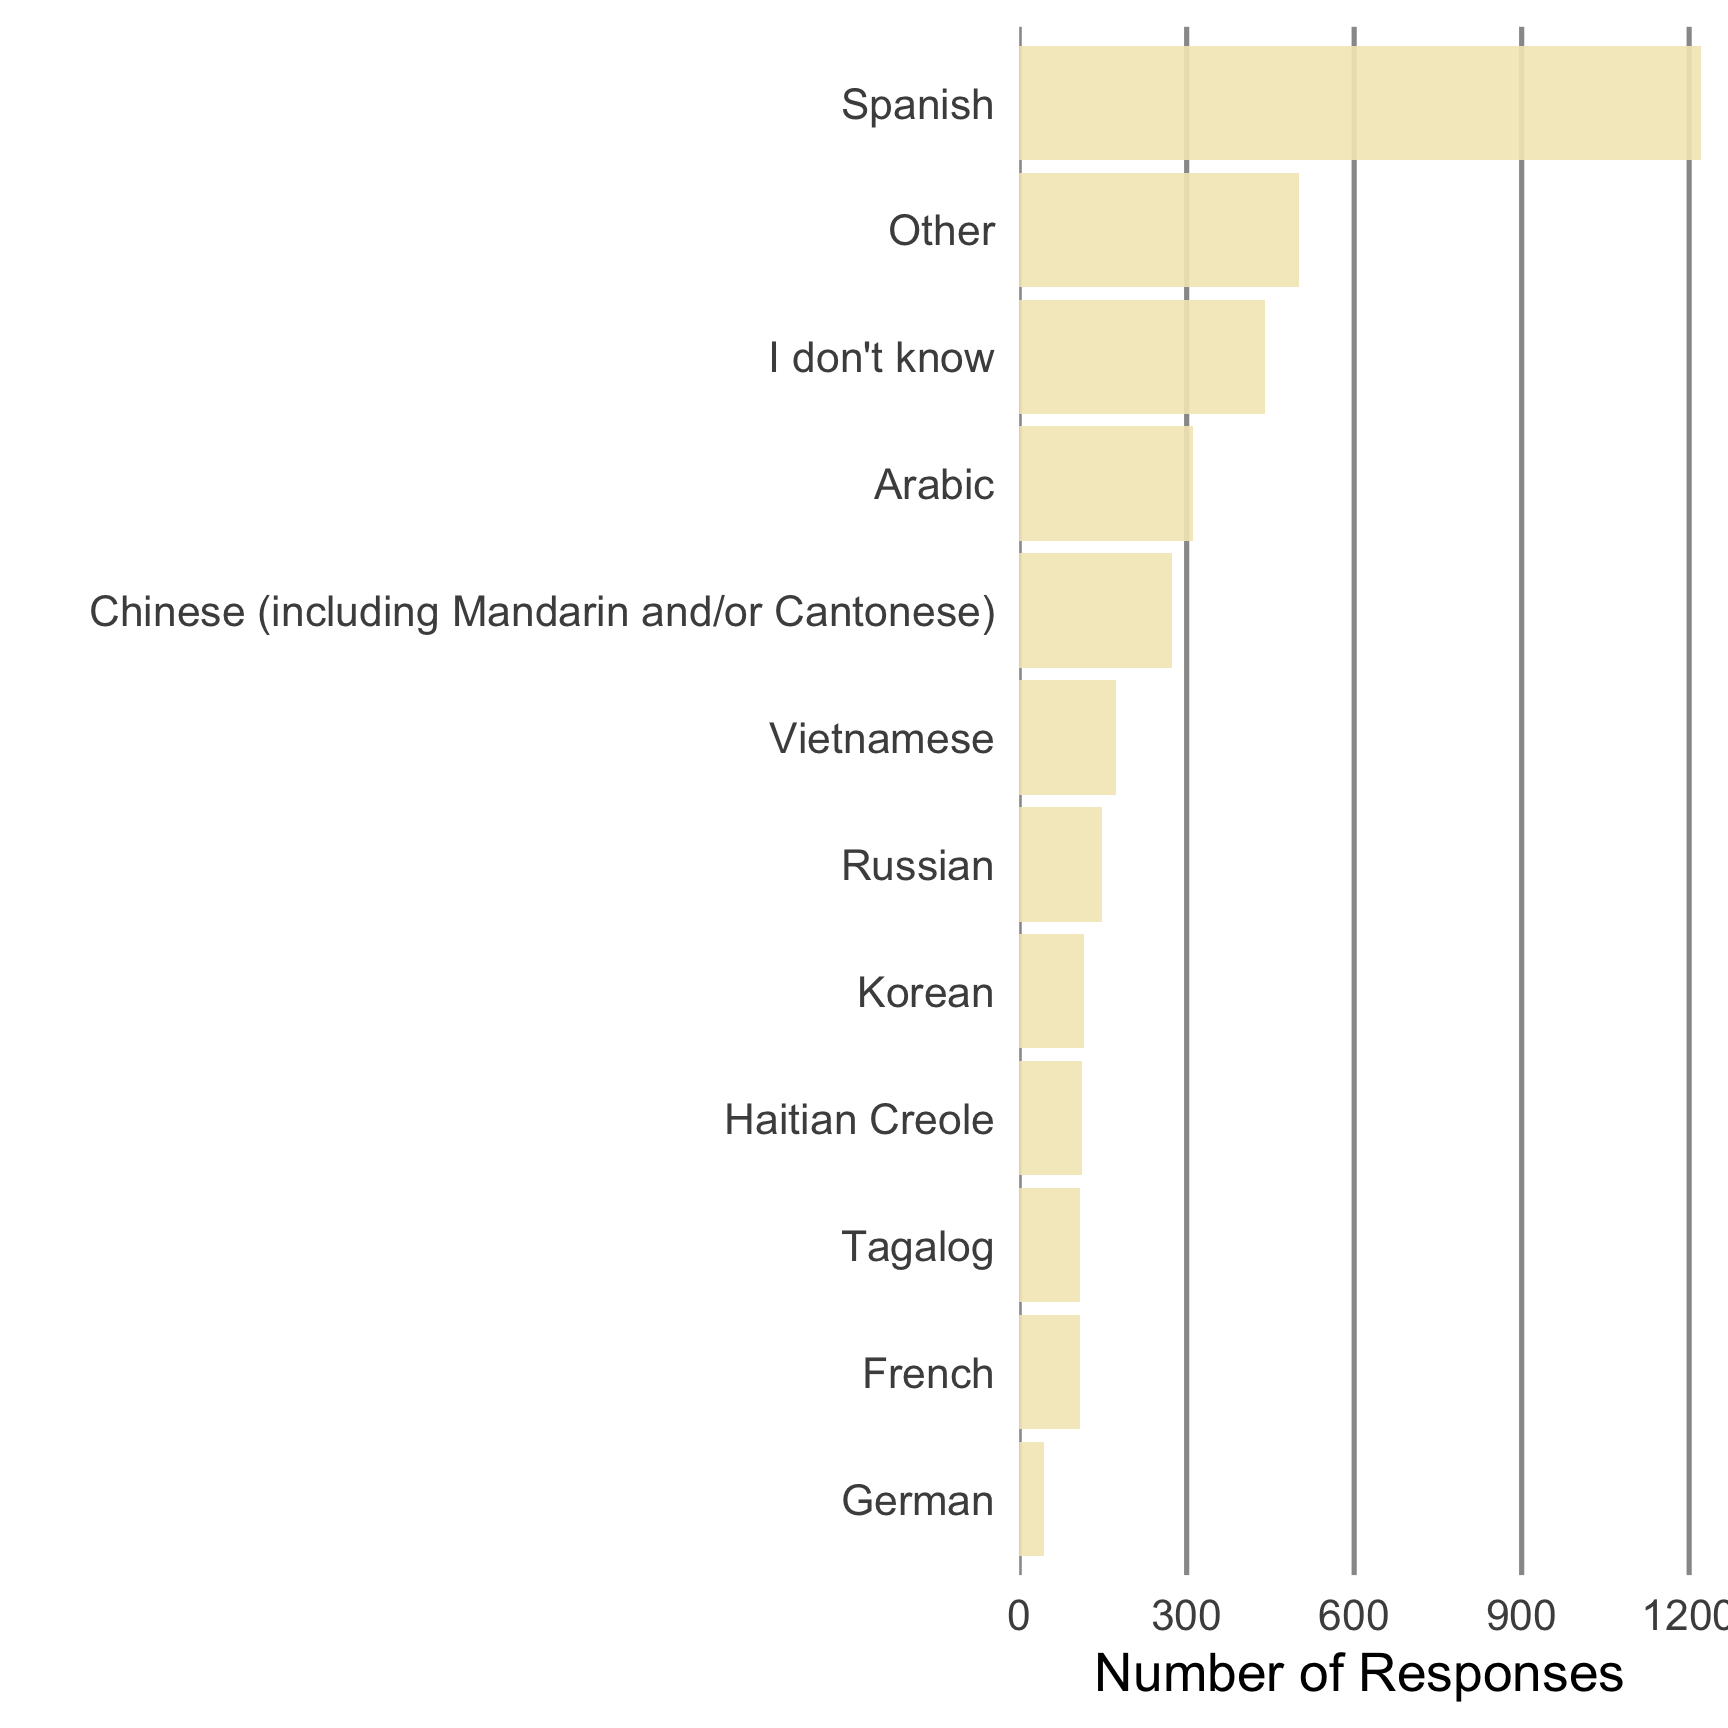 Spanish
Other
I don't know
Arabic
Chinese (including Mandarin and/or Cantonese)
Vietnamese
Russian
Korean
Haitian Creole
Tagalog
French
German
0 300 600 900 1200
Number of Responses